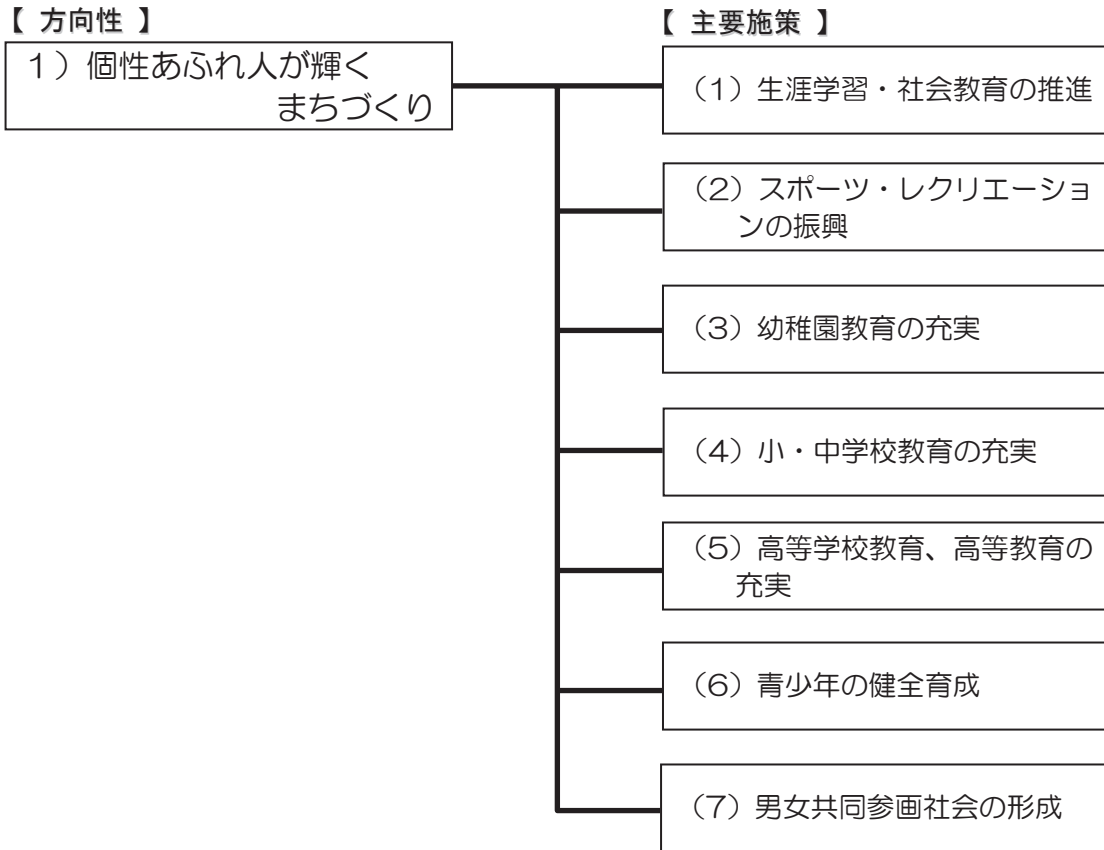 【 方向性 】
1）個性あふれ人が輝く
まちづくり
【 主要施策 】
（1）生涯学習・社会教育の推進
（2）スポーツ・レクリエーショ
ンの振興
（3）幼稚園教育の充実
（4）小・中学校教育の充実
（5）高等学校教育、高等教育の
充実
（6）青少年の健全育成
（7）男女共同参画社会の形成